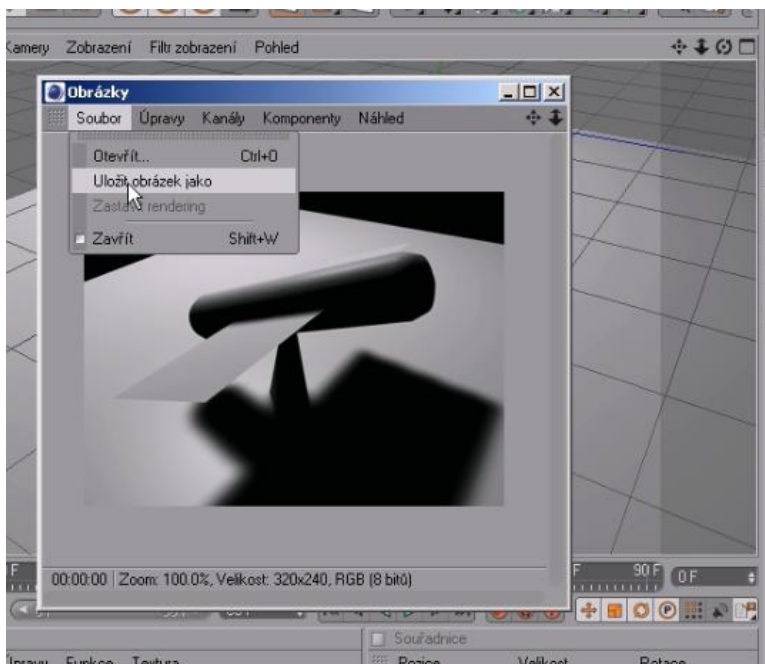 Kamery Zobrazení Filtr zobrazení Pohled
Obrázky
Soubor Úpravy Kanály Komponenty Náhled
Otevřít... Ctrl+O
Uložit obrázek jako
Zastavit rendering
Zavřít Shift+W
00:00:00 Zoom: 100.0%, Velikost: 320x240, RGB (8 bitů)
F 90 F 0 F
Souřadnice
Úpravy Funkce Textura
Pozice Velikost Rotace